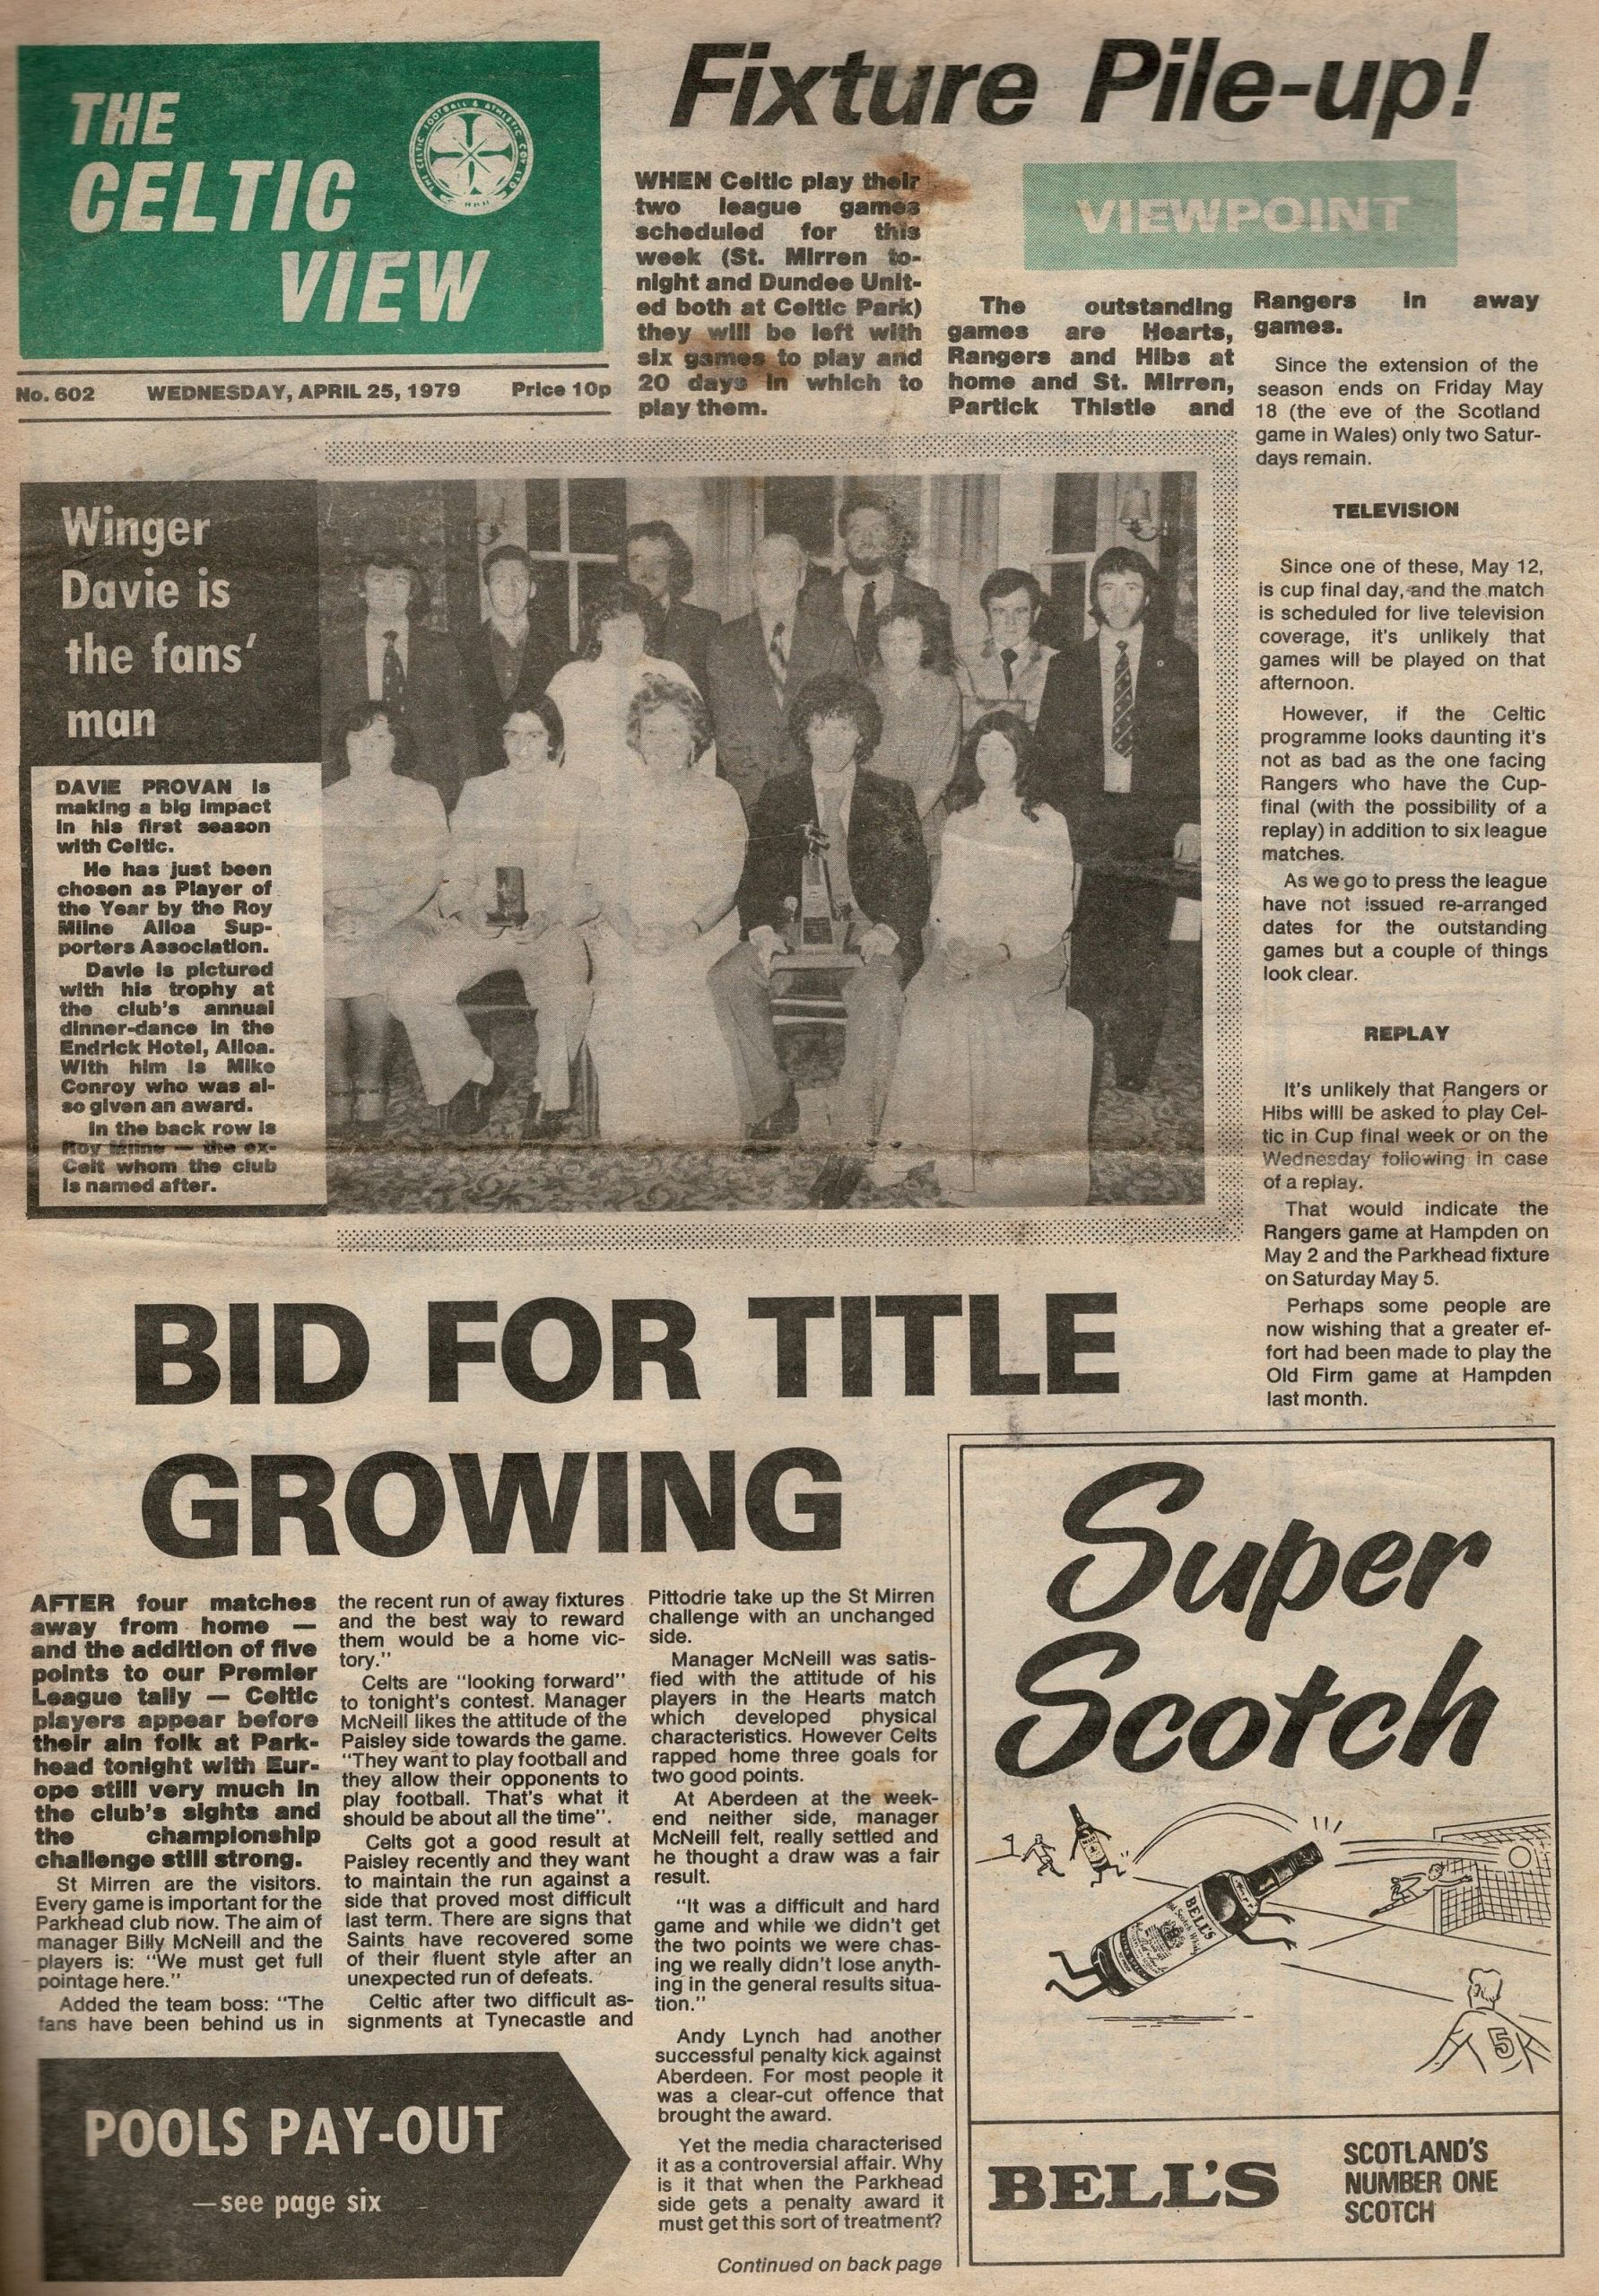 THE
CELTIC
VIEW
THE CELTIC FOOTBALL & ATHLETIC COY LTD
No. 602 WEDNESDAY, APRIL 25, 1979 Price 10p
Fixture Pile-up!
VIEWPOINT
WHEN Celtic play their
two league games
scheduled for this
week (St. Mirren to-
night and Dundee Unit-
ed both at Celtic Park)
they will be left with
six games to play and
20 days in which to
play them.
The outstanding
games are Hearts,
Rangers and Hibs at
home and St. Mirren,
Partick Thistle and
Rangers in away
games.
Since the extension of the
season ends on Friday May
18 (the eve of the Scotland
game in Wales) only two Satur-
days remain.
TELEVISION
Since one of these, May 12,
is cup final day, and the match
is scheduled for live television
coverage, it's unlikely that
games will be played on that
afternoon.
However, if the Celtic
programme looks daunting it's
not as bad as the one facing
Rangers who have the Cup-
final (with the possibility of a
replay) in addition to six league
matches.
As we go to press the league
have not issued re-arranged
dates for the outstanding
games but a couple of things
look clear.
REPLAY
It's unlikely that Rangers or
Hibs willl be asked to play Cel-
tic in Cup final week or on the
Wednesday following in case
of a replay.
That would indicate the
Rangers game at Hampden on
May 2 and the Parkhead fixture
on Saturday May 5.
Perhaps some people are
now wishing that a greater ef-
fort had been made to play the
Old Firm game at Hampden
last month.
Winger
Davie is
the fans'
man
DAVIE PROVAN is
making a big impact
in his first season
with Celtic.
He has just been
chosen as Player of
the Year by the Roy
Milne Alloa Sup-
porters Association.
Davie is pictured
with his trophy at
the club's annual
dinner-dance in the
Endrick Hotel, Alloa.
With him is Mike
Conroy who was al-
so given an award.
In the back row is
Roy Milne — the ex-
Celt whom the club
is named after.
BID FOR TITLE
GROWING
AFTER four matches
away from home —
and the addition of five
points to our Premier
League tally — Celtic
players appear before
their ain folk at Park-
head tonight with Eur-
ope still very much in
the club's sights and
the championship
challenge still strong.
St Mirren are the visitors.
Every game is important for the
Parkhead club now. The aim of
manager Billy McNeill and the
players is: "We must get full
pointage here."
Added the team boss: "The
fans have been behind us in
the recent run of away fixtures
and the best way to reward
them would be a home vic-
tory."
Celts are "looking forward"
to tonight's contest. Manager
McNeill likes the attitude of the
Paisley side towards the game.
"They want to play football and
they allow their opponents to
play football. That's what it
should be about all the time".
Celts got a good result at
Paisley recently and they want
to maintain the run against a
side that proved most difficult
last term. There are signs that
Saints have recovered some
of their fluent style after an
unexpected run of defeats.
Celtic after two difficult as-
signments at Tynecastle and
Pittodrie take up the St Mirren
challenge with an unchanged
side.
Manager McNeill was satis-
fied with the attitude of his
players in the Hearts match
which developed physical
characteristics. However Celts
rapped home three goals for
two good points.
At Aberdeen at the week-
end neither side, manager
McNeill felt, really settled and
he thought a draw was a fair
result.
"It was a difficult and hard
game and while we didn't get
the two points we were chas-
ing we really didn't lose anyth-
ing in the general results situa-
tion."
Andy Lynch had another
successful penalty kick against
Aberdeen. For most people it
was a clear-cut offence that
brought the award.
Yet the media characterised
it as a controversial affair. Why
is it that when the Parkhead
side gets a penalty award it
must get this sort of treatment?
Continued on back page
POOLS PAY-OUT
—see page six
Super
Scotch
BELL'S
5
BELL'S
SCOTLAND'S
NUMBER ONE
SCOTCH